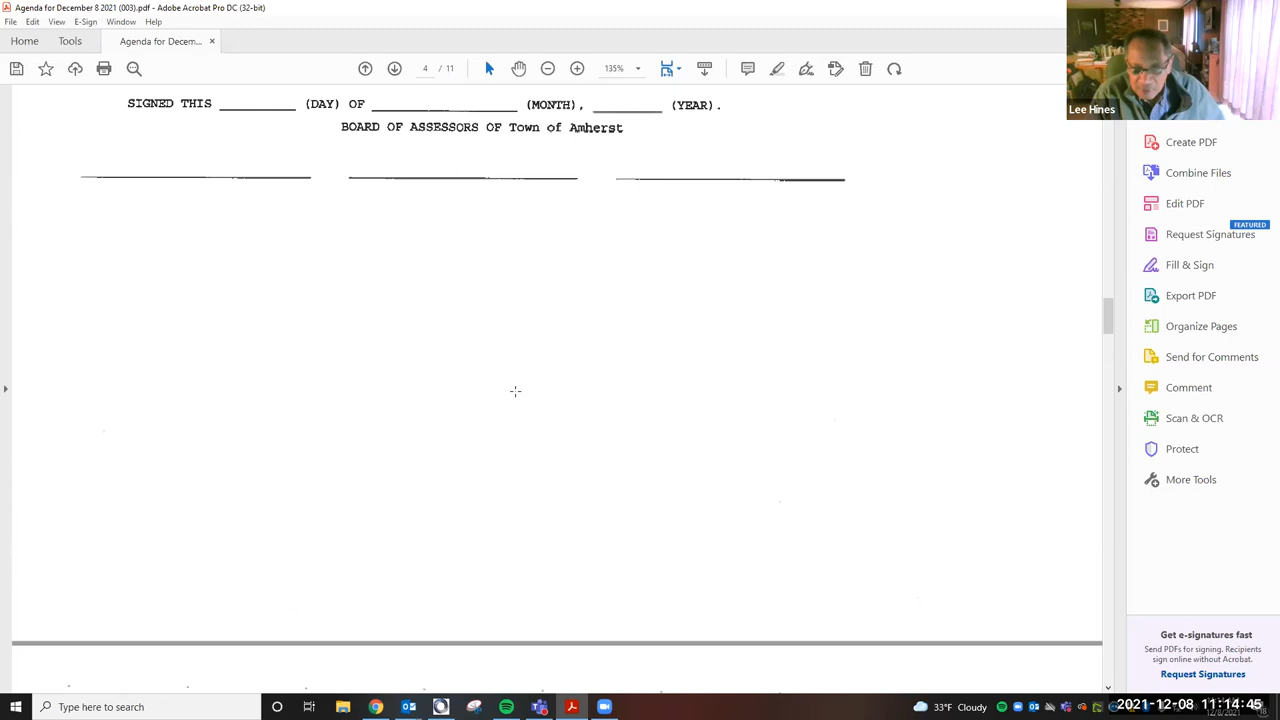 Agenda for December 8 2021 (003).pdf - Adobe Acrobat Pro DC (32-bit)
File Edit View E-Sign Window Help
Home Tools Agenda for Decem... ×
4 / 11 135%
SIGNED THIS __________ (DAY) OF ___________________ (MONTH), _________ (YEAR).
BOARD OF ASSESSORS OF Town of Amherst
Lee Hines
Create PDF
Combine Files
Edit PDF
FEATURED
Request Signatures
Fill & Sign
Export PDF
Organize Pages
Send for Comments
Comment
Scan & OCR
Protect
More Tools
Get e-signatures fast
Send PDFs for signing. Recipients
sign online without Acrobat.
Request Signatures
Type here to search
33°F Cloudy
2021-12-08 11:14:45
12/8/2021